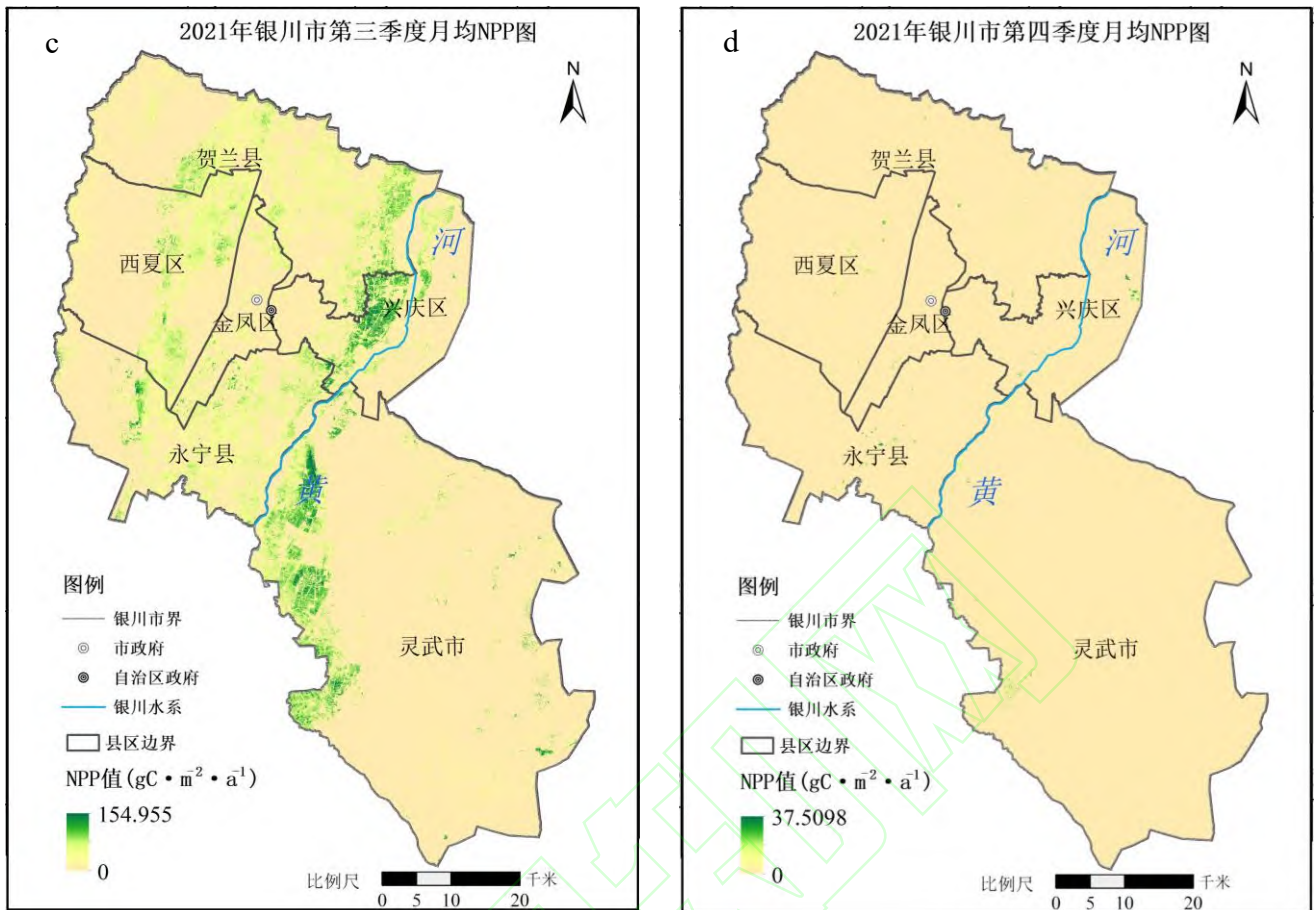 c
2021年银川市第三季度月均NPP图
N
贺兰县
河
西夏区
兴庆区
金凤区
永宁县
黄
灵武市
图例
银川市界
市政府
自治区政府
银川水系
县区边界
NPP值(gC·m⁻²·a⁻¹)
154.955
0
比例尺
千米
0 5 10 20
d
2021年银川市第四季度月均NPP图
N
贺兰县
河
西夏区
兴庆区
金凤区
永宁县
黄
灵武市
图例
银川市界
市政府
自治区政府
银川水系
县区边界
NPP值(gC·m⁻²·a⁻¹)
37.5098
0
比例尺
千米
0 5 10 20